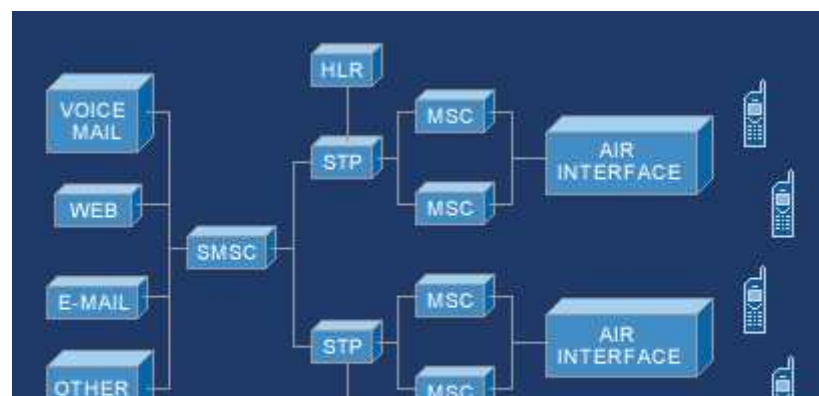 HLR
VOICE
MAIL
MSC
STP
AIR
INTERFACE
WEB
MSC
SMSC
E-MAIL
MSC
STP
AIR
INTERFACE
OTHER
MSC